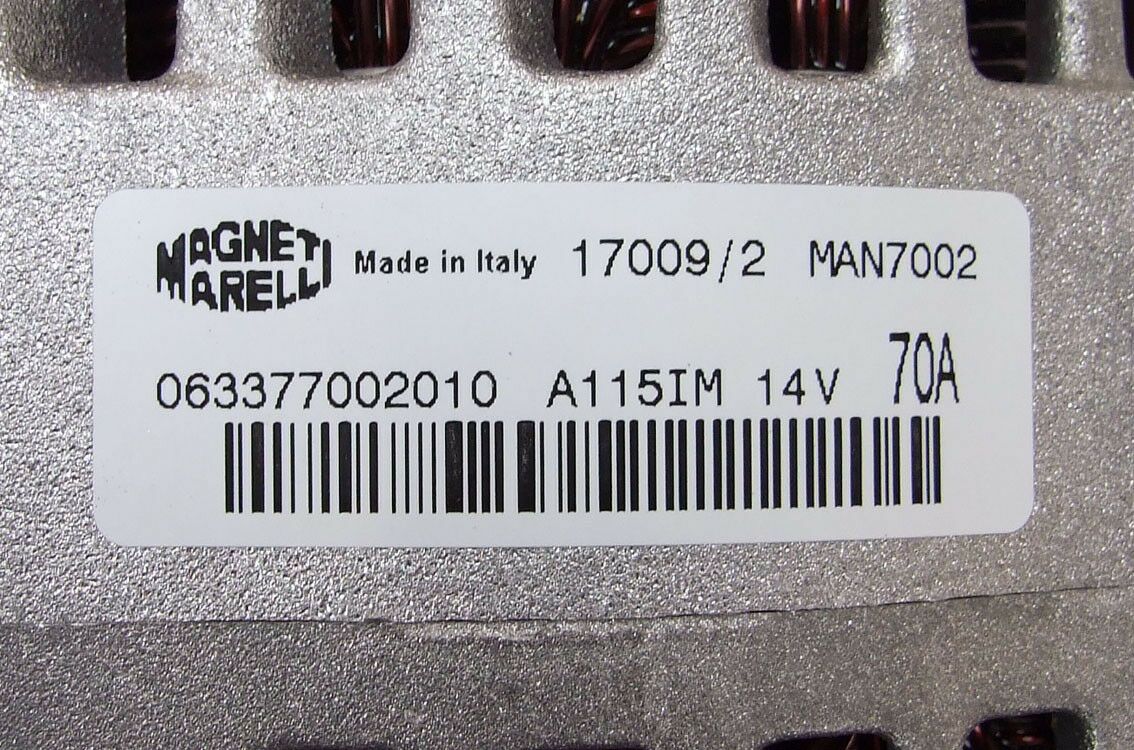 MAGNETI
MARELLI
Made in Italy 17009/2 MAN7002
063377002010 A115IM 14V 70A